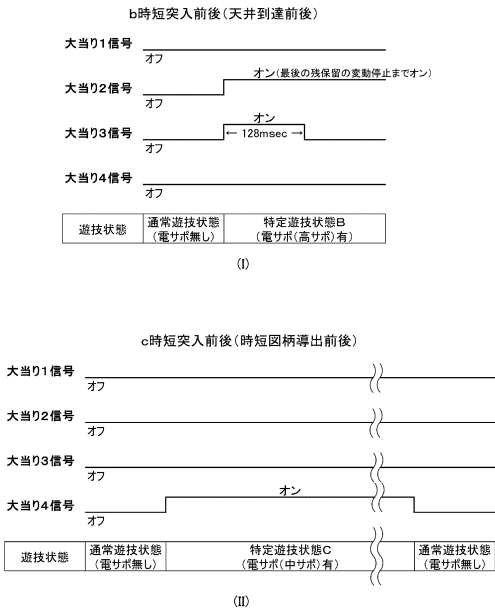 b時短突入前後(天井到達前後)
大当り1信号
オフ
オン(最後の残保留の変動停止までオン)
大当り2信号
オフ
オン
大当り3信号
← 128msec →
オフ
大当り4信号
オフ
遊技状態
通常遊技状態
(電サポ無し)
特定遊技状態B
(電サポ(高サポ)有)
(I)
c時短突入前後(時短図柄導出前後)
大当り1信号
オフ
大当り2信号
オフ
大当り3信号
オフ
オン
大当り4信号
オフ
遊技状態
通常遊技状態
(電サポ無し)
特定遊技状態C
(電サポ(中サポ)有)
通常遊技状態
(電サポ無し)
(II)